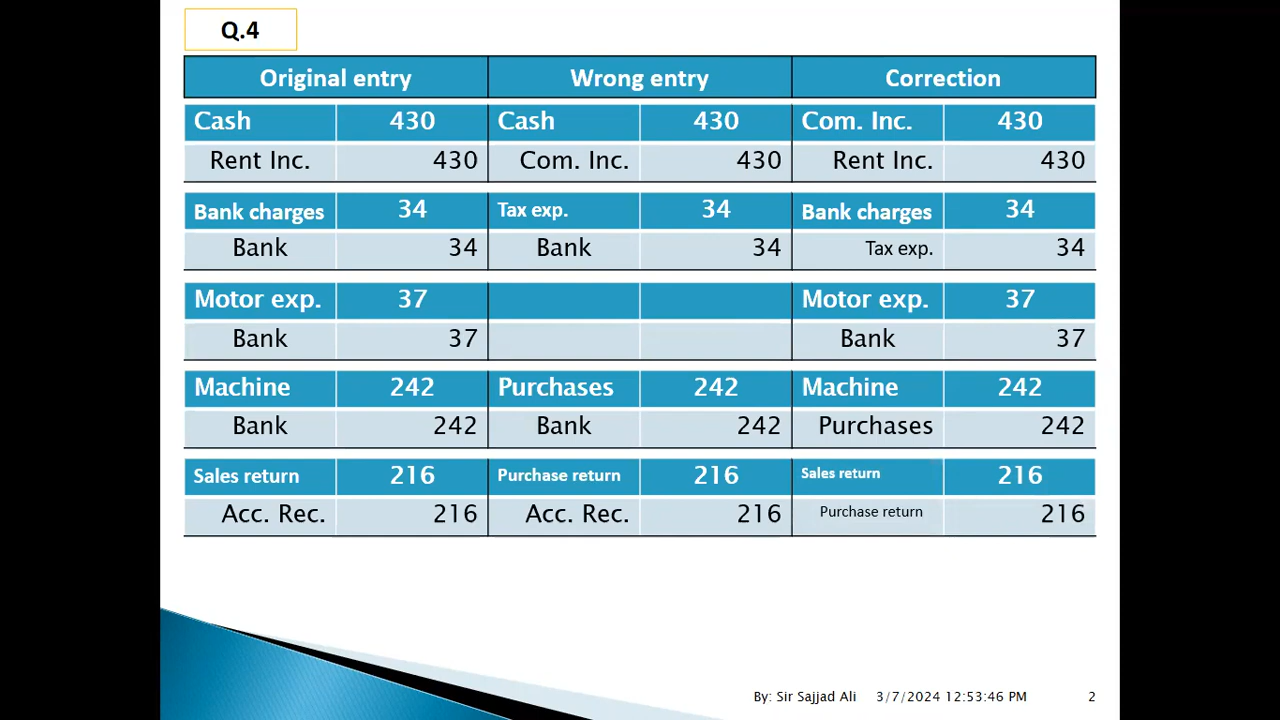 Q.4
Original entry Wrong entry Correction
Cash 430 Cash 430 Com. Inc. 430
Rent Inc. 430 Com. Inc. 430 Rent Inc. 430
Bank charges 34 Tax exp. 34 Bank charges 34
Bank 34 Bank 34 Tax exp. 34
Motor exp. 37 Motor exp. 37
Bank 37 Bank 37
Machine 242 Purchases 242 Machine 242
Bank 242 Bank 242 Purchases 242
Sales return 216 Purchase return 216 Sales return 216
Acc. Rec. 216 Acc. Rec. 216 Purchase return 216
By: Sir Sajjad Ali 3/7/2024 12:53:46 PM 2